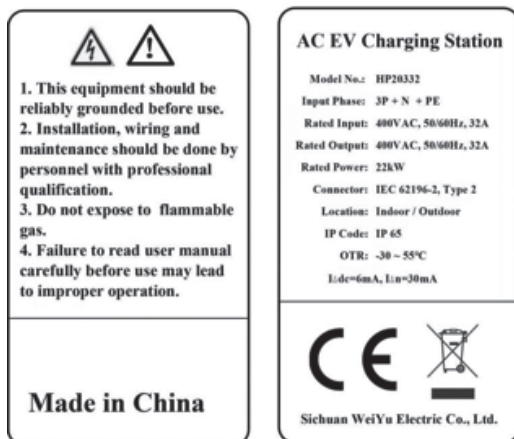 1. This equipment should be
reliably grounded before use.
2. Installation, wiring and
maintenance should be done by
personnel with professional
qualification.
3. Do not expose to flammable
gas.
4. Failure to read user manual
carefully before use may lead
to improper operation.
Made in China
AC EV Charging Station
Model No.: HP20332
Input Phase: 3P + N + PE
Rated Input: 400VAC, 50/60Hz, 32A
Rated Output: 400VAC, 50/60Hz, 32A
Rated Power: 22kW
Connector: IEC 62196-2, Type 2
Location: Indoor / Outdoor
IP Code: IP 65
OTR: -30 ~ 55°C
I∆dc=6mA, I∆n=30mA
CE
Sichuan WeiYu Electric Co., Ltd.